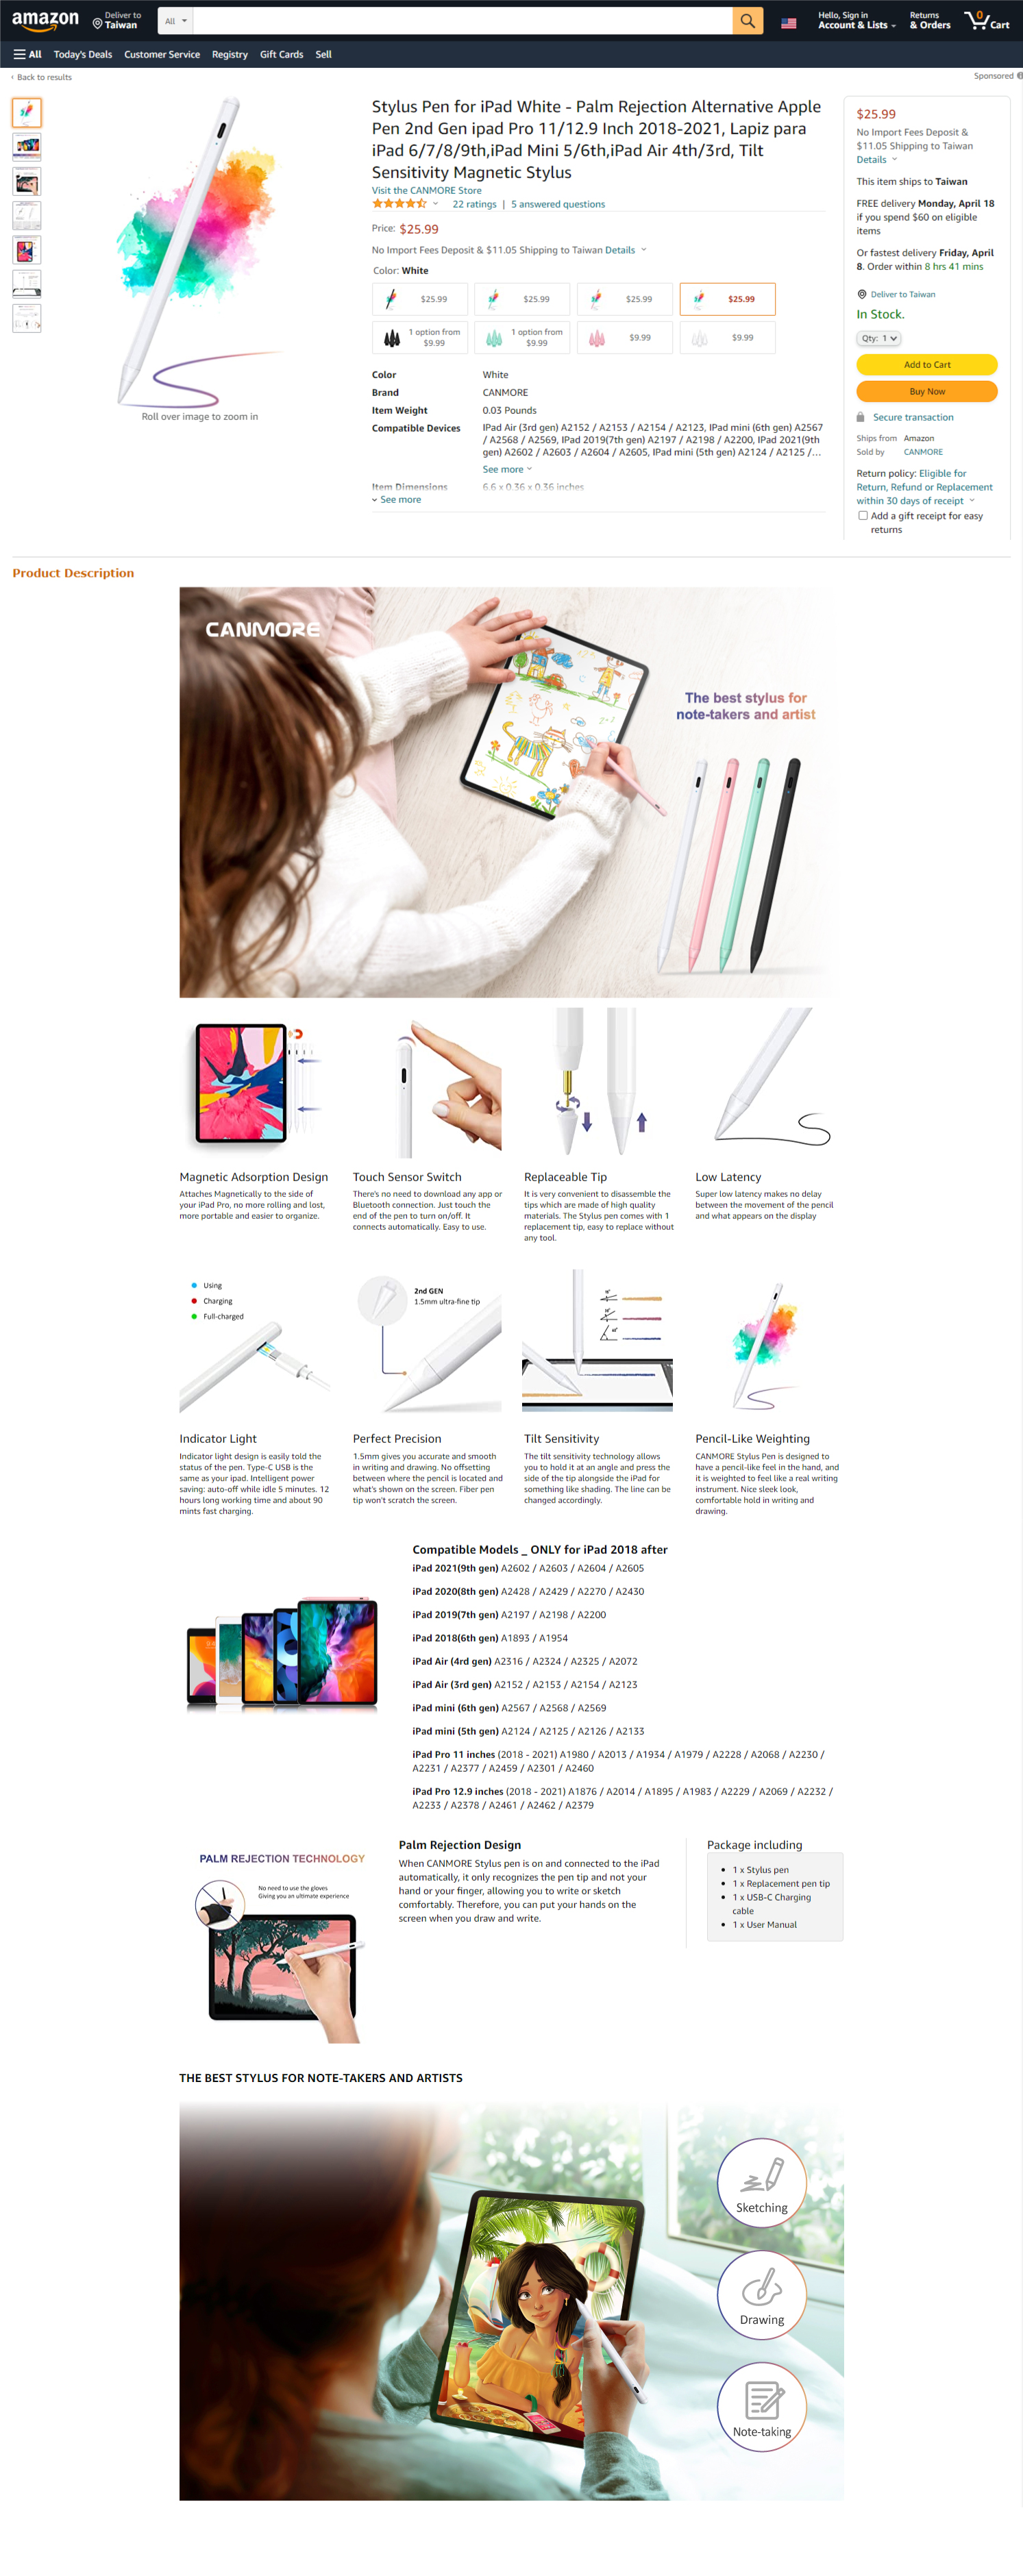 amazon
Deliver to
Taiwan
All
Hello, Sign in
Account & Lists
Returns
& Orders
0
Cart
All
Today's Deals
Customer Service
Registry
Gift Cards
Sell
‹ Back to results
Sponsored
Stylus Pen for iPad White - Palm Rejection Alternative Apple
Pen 2nd Gen ipad Pro 11/12.9 Inch 2018-2021, Lapiz para
iPad 6/7/8/9th,iPad Mini 5/6th,iPad Air 4th/3rd, Tilt
Sensitivity Magnetic Stylus
Visit the CANMORE Store
22 ratings | 5 answered questions
Price: $25.99
No Import Fees Deposit & $11.05 Shipping to Taiwan Details
Color: White
$25.99
$25.99
$25.99
$25.99
1 option from
$9.99
1 option from
$9.99
$9.99
$9.99
Color White
Brand CANMORE
Item Weight 0.03 Pounds
Compatible Devices IPad Air (3rd gen) A2152 / A2153 / A2154 / A2123, IPad mini (6th gen) A2567
/ A2568 / A2569, IPad 2019(7th gen) A2197 / A2198 / A2200, IPad 2021(9th
gen) A2602 / A2603 / A2604 / A2605, IPad mini (5th gen) A2124 / A2125 /...
See more
Item Dimensions 6.6 x 0.36 x 0.36 inches
See more
Roll over image to zoom in
$25.99
No Import Fees Deposit &
$11.05 Shipping to Taiwan
Details
This item ships to Taiwan
FREE delivery Monday, April 18
if you spend $60 on eligible
items
Or fastest delivery Friday, April
8. Order within 8 hrs 41 mins
Deliver to Taiwan
In Stock.
Qty: 1
Add to Cart
Buy Now
Secure transaction
Ships from Amazon
Sold by CANMORE
Return policy: Eligible for
Return, Refund or Replacement
within 30 days of receipt
Add a gift receipt for easy
returns
Product Description
CANMORE
The best stylus for
note-takers and artist
Magnetic Adsorption Design
Attaches Magnetically to the side of
your iPad Pro, no more rolling and lost,
more portable and easier to organize.
Touch Sensor Switch
There's no need to download any app or
Bluetooth connection. Just touch the
end of the pen to turn on/off. It
connects automatically. Easy to use.
Replaceable Tip
It is very convenient to disassemble the
tips which are made of high quality
materials. The Stylus pen comes with 1
replacement tip, easy to replace without
any tool.
Low Latency
Super low latency makes no delay
between the movement of the pencil
and what appears on the display
Using
Charging
Full-charged
2nd GEN
1.5mm ultra-fine tip
Indicator Light
Indicator light design is easily told the
status of the pen. Type-C USB is the
same as your ipad. Intelligent power
saving: auto-off while idle 5 minutes. 12
hours long working time and about 90
mints fast charging.
Perfect Precision
1.5mm gives you accurate and smooth
in writing and drawing. No offsetting
between where the pencil is located and
what's shown on the screen. Fiber pen
tip won't scratch the screen.
Tilt Sensitivity
The tilt sensitivity technology allows
you to hold it at an angle and press the
side of the tip alongside the iPad for
something like shading. The line can be
changed accordingly.
Pencil-Like Weighting
CANMORE Stylus Pen is designed to
have a pencil-like feel in the hand, and
it is weighted to feel like a real writing
instrument. Nice sleek look,
comfortable hold in writing and
drawing.
Compatible Models _ ONLY for iPad 2018 after
iPad 2021(9th gen) A2602 / A2603 / A2604 / A2605
iPad 2020(8th gen) A2428 / A2429 / A2270 / A2430
iPad 2019(7th gen) A2197 / A2198 / A2200
iPad 2018(6th gen) A1893 / A1954
iPad Air (4rd gen) A2316 / A2324 / A2325 / A2072
iPad Air (3rd gen) A2152 / A2153 / A2154 / A2123
iPad mini (6th gen) A2567 / A2568 / A2569
iPad mini (5th gen) A2124 / A2125 / A2126 / A2133
iPad Pro 11 inches (2018 - 2021) A1980 / A2013 / A1934 / A1979 / A2228 / A2068 / A2230 /
A2231 / A2377 / A2459 / A2301 / A2460
iPad Pro 12.9 inches (2018 - 2021) A1876 / A2014 / A1895 / A1983 / A2229 / A2069 / A2232 /
A2233 / A2378 / A2461 / A2462 / A2379
PALM REJECTION TECHNOLOGY
No need to use the gloves
Giving you an ultimate experience
Palm Rejection Design
When CANMORE Stylus pen is on and connected to the iPad
automatically, it only recognizes the pen tip and not your
hand or your finger, allowing you to write or sketch
comfortably. Therefore, you can put your hands on the
screen when you draw and write.
Package including
• 1 x Stylus pen
• 1 x Replacement pen tip
• 1 x USB-C Charging
cable
• 1 x User Manual
THE BEST STYLUS FOR NOTE-TAKERS AND ARTISTS
Sketching
Drawing
Note-taking